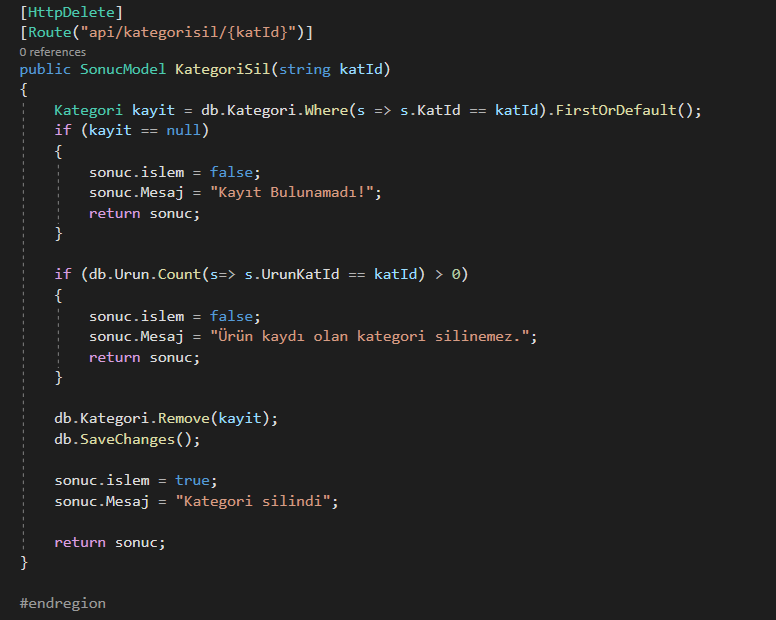 [HttpDelete]
[Route("api/kategorisil/{katId}")]
0 references
public SonucModel KategoriSil(string katId)
{
Kategori kayit = db.Kategori.Where(s => s.KatId == katId).FirstOrDefault();
if (kayit == null)
{
sonuc.islem = false;
sonuc.Mesaj = "Kayıt Bulunamadı!";
return sonuc;
}
if (db.Urun.Count(s=> s.UrunKatId == katId) > 0)
{
sonuc.islem = false;
sonuc.Mesaj = "Ürün kaydı olan kategori silinemez.";
return sonuc;
}
db.Kategori.Remove(kayit);
db.SaveChanges();
sonuc.islem = true;
sonuc.Mesaj = "Kategori silindi";
return sonuc;
}
#endregion